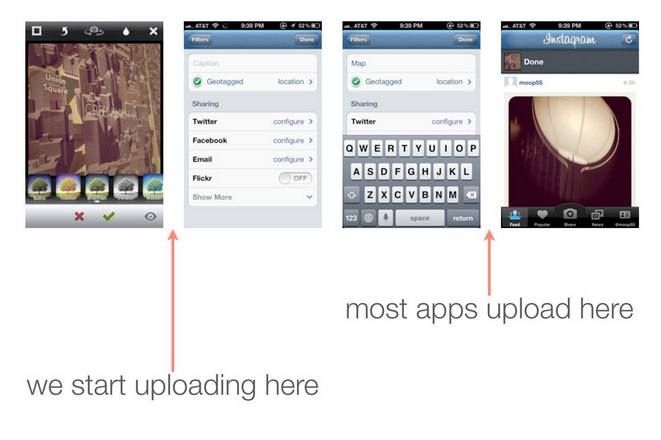 AT&T 9:39 PM 52%
Filters Done
Caption
Geotagged location
Sharing
Twitter configure
Facebook configure
Email configure
Flickr OFF
Show More
Union
Square
AT&T 9:39 PM 52%
Filters Done
Map
Geotagged location
Sharing
Twitter configure
Q W E R T Y U I O P
A S D F G H J K L
Z X C V B N M
123 space return
AT&T 9:39 PM 52%
Instagram
Done
moop55 3h
Feed Popular Share News @moop55
most apps upload here
we start uploading here